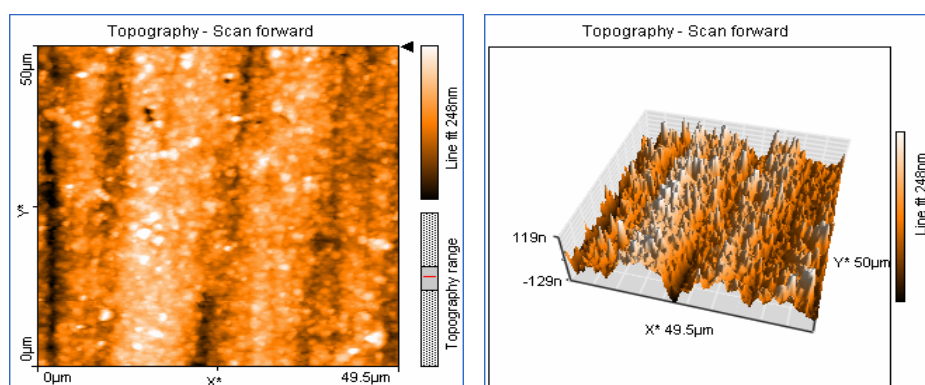 Topography - Scan forward
50µm
Y*
0µm
0µm
X*
49.5µm
Line fit 248nm
Topography range
Topography - Scan forward
119n
-129n
X* 49.5µm
Y* 50µm
Line fit 248nm